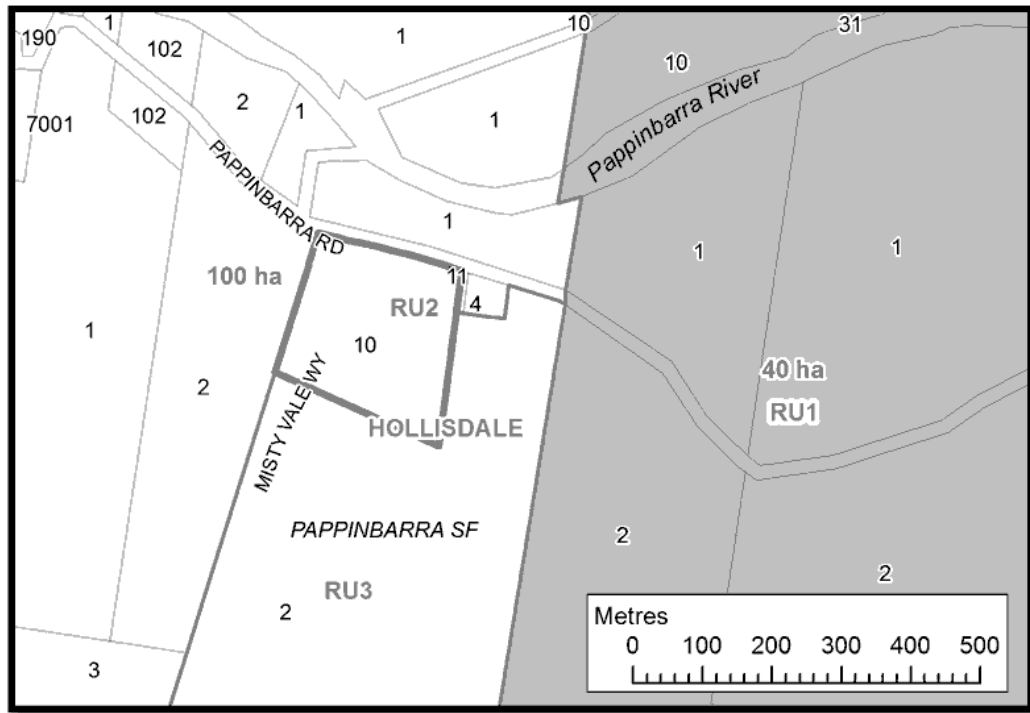 1
10
31
190
102
1
10
2
1
1
102
7001
Pappinbarra River
PAPPINBARRA RD
1
1
1
100 ha
11
RU2
4
1
10
40 ha
2
RU1
MISTY VALE WY
HOLLISDALE
PAPPINBARRA SF
2
2
RU3
2
3
Metres
0 100 200 300 400 500